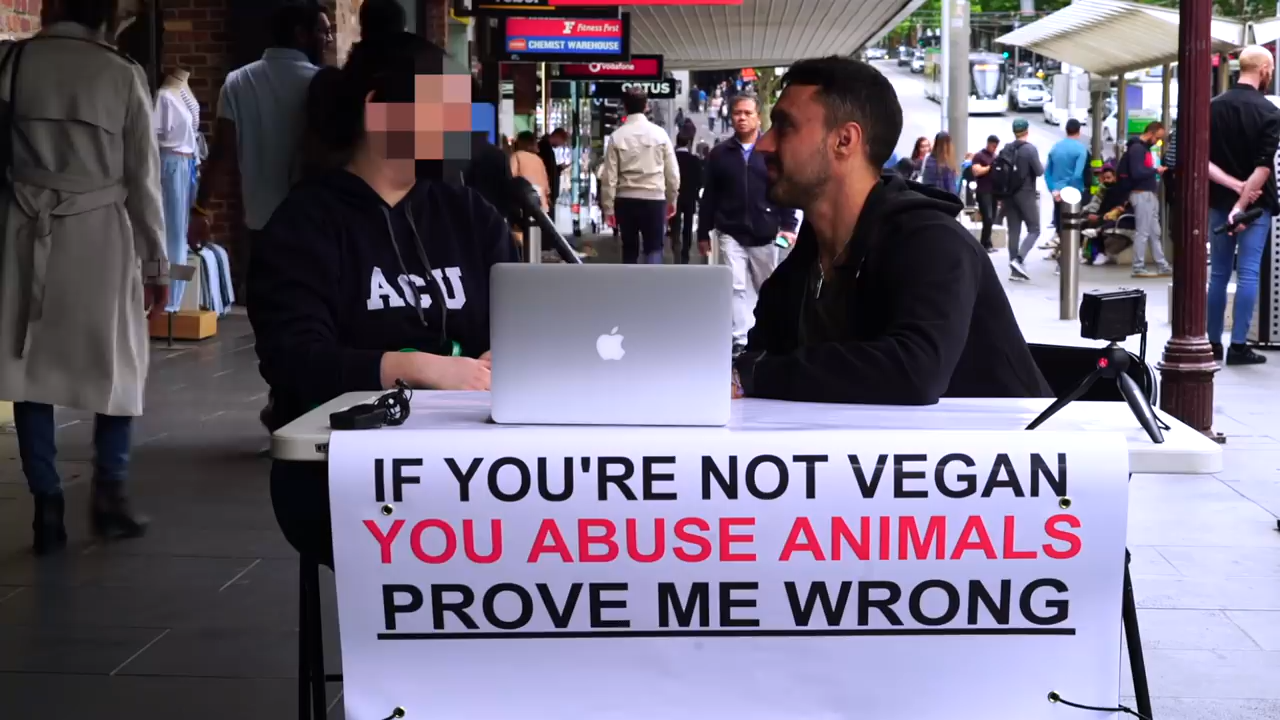 Fitness First
CHEMIST WAREHOUSE
vodafone
OPTUS
ACU
IF YOU'RE NOT VEGAN
YOU ABUSE ANIMALS
PROVE ME WRONG